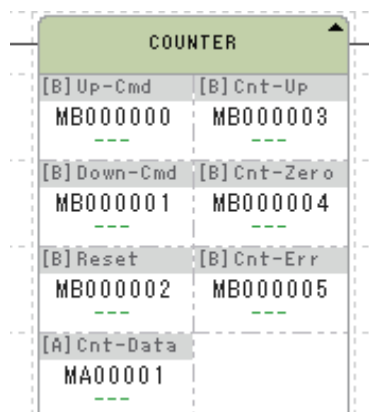 COUNTER
[B]Up-Cmd [B]Cnt-Up
MB000000 MB000003
--- ---
[B]Down-Cmd [B]Cnt-Zero
MB000001 MB000004
--- ---
[B]Reset [B]Cnt-Err
MB000002 MB000005
--- ---
[A]Cnt-Data
MA00001
---